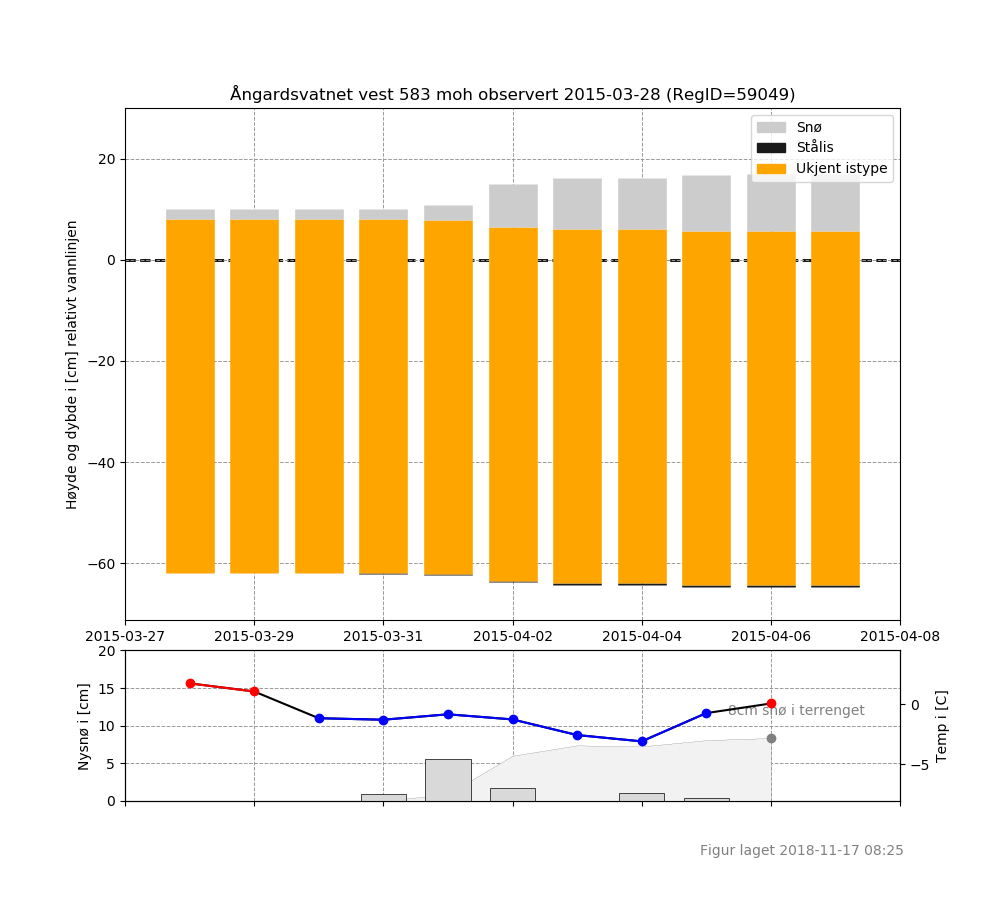 Ångardsvatnet vest 583 moh observert 2015-03-28 (RegID=59049)
Snø
Stålis
Ukjent istype
Høyde og dybde i [cm] relativt vannlinjen
20
0
−20
−40
−60
2015-03-27 2015-03-29 2015-03-31 2015-04-02 2015-04-04 2015-04-06 2015-04-08
Nysnø i [cm]
20
15
10
5
0
8cm snø i terrenget
0
−5
Temp i [C]
Figur laget 2018-11-17 08:25